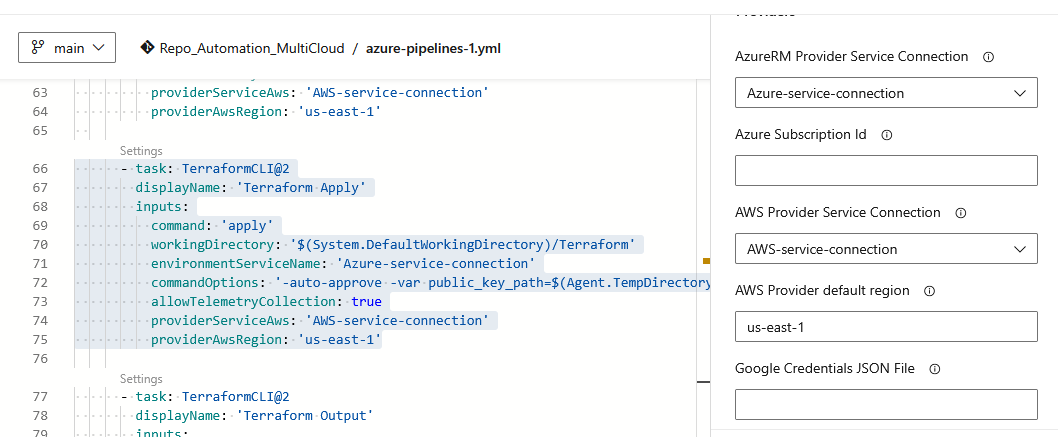 main
Repo_Automation_MultiCloud / azure-pipelines-1.yml
63 providerServiceAws: 'AWS-service-connection'
64 providerAwsRegion: 'us-east-1'
65
Settings
66 - task: TerraformCLI@2
67 displayName: 'Terraform Apply'
68 inputs:
69 command: 'apply'
70 workingDirectory: '$(System.DefaultWorkingDirectory)/Terraform'
71 environmentServiceName: 'Azure-service-connection'
72 commandOptions: '-auto-approve -var public_key_path=$(Agent.TempDirectory
73 allowTelemetryCollection: true
74 providerServiceAws: 'AWS-service-connection'
75 providerAwsRegion: 'us-east-1'
76
Settings
77 - task: TerraformCLI@2
78 displayName: 'Terraform Output'
79 inputs:
AzureRM Provider Service Connection
Azure-service-connection
Azure Subscription Id
AWS Provider Service Connection
AWS-service-connection
AWS Provider default region
us-east-1
Google Credentials JSON File